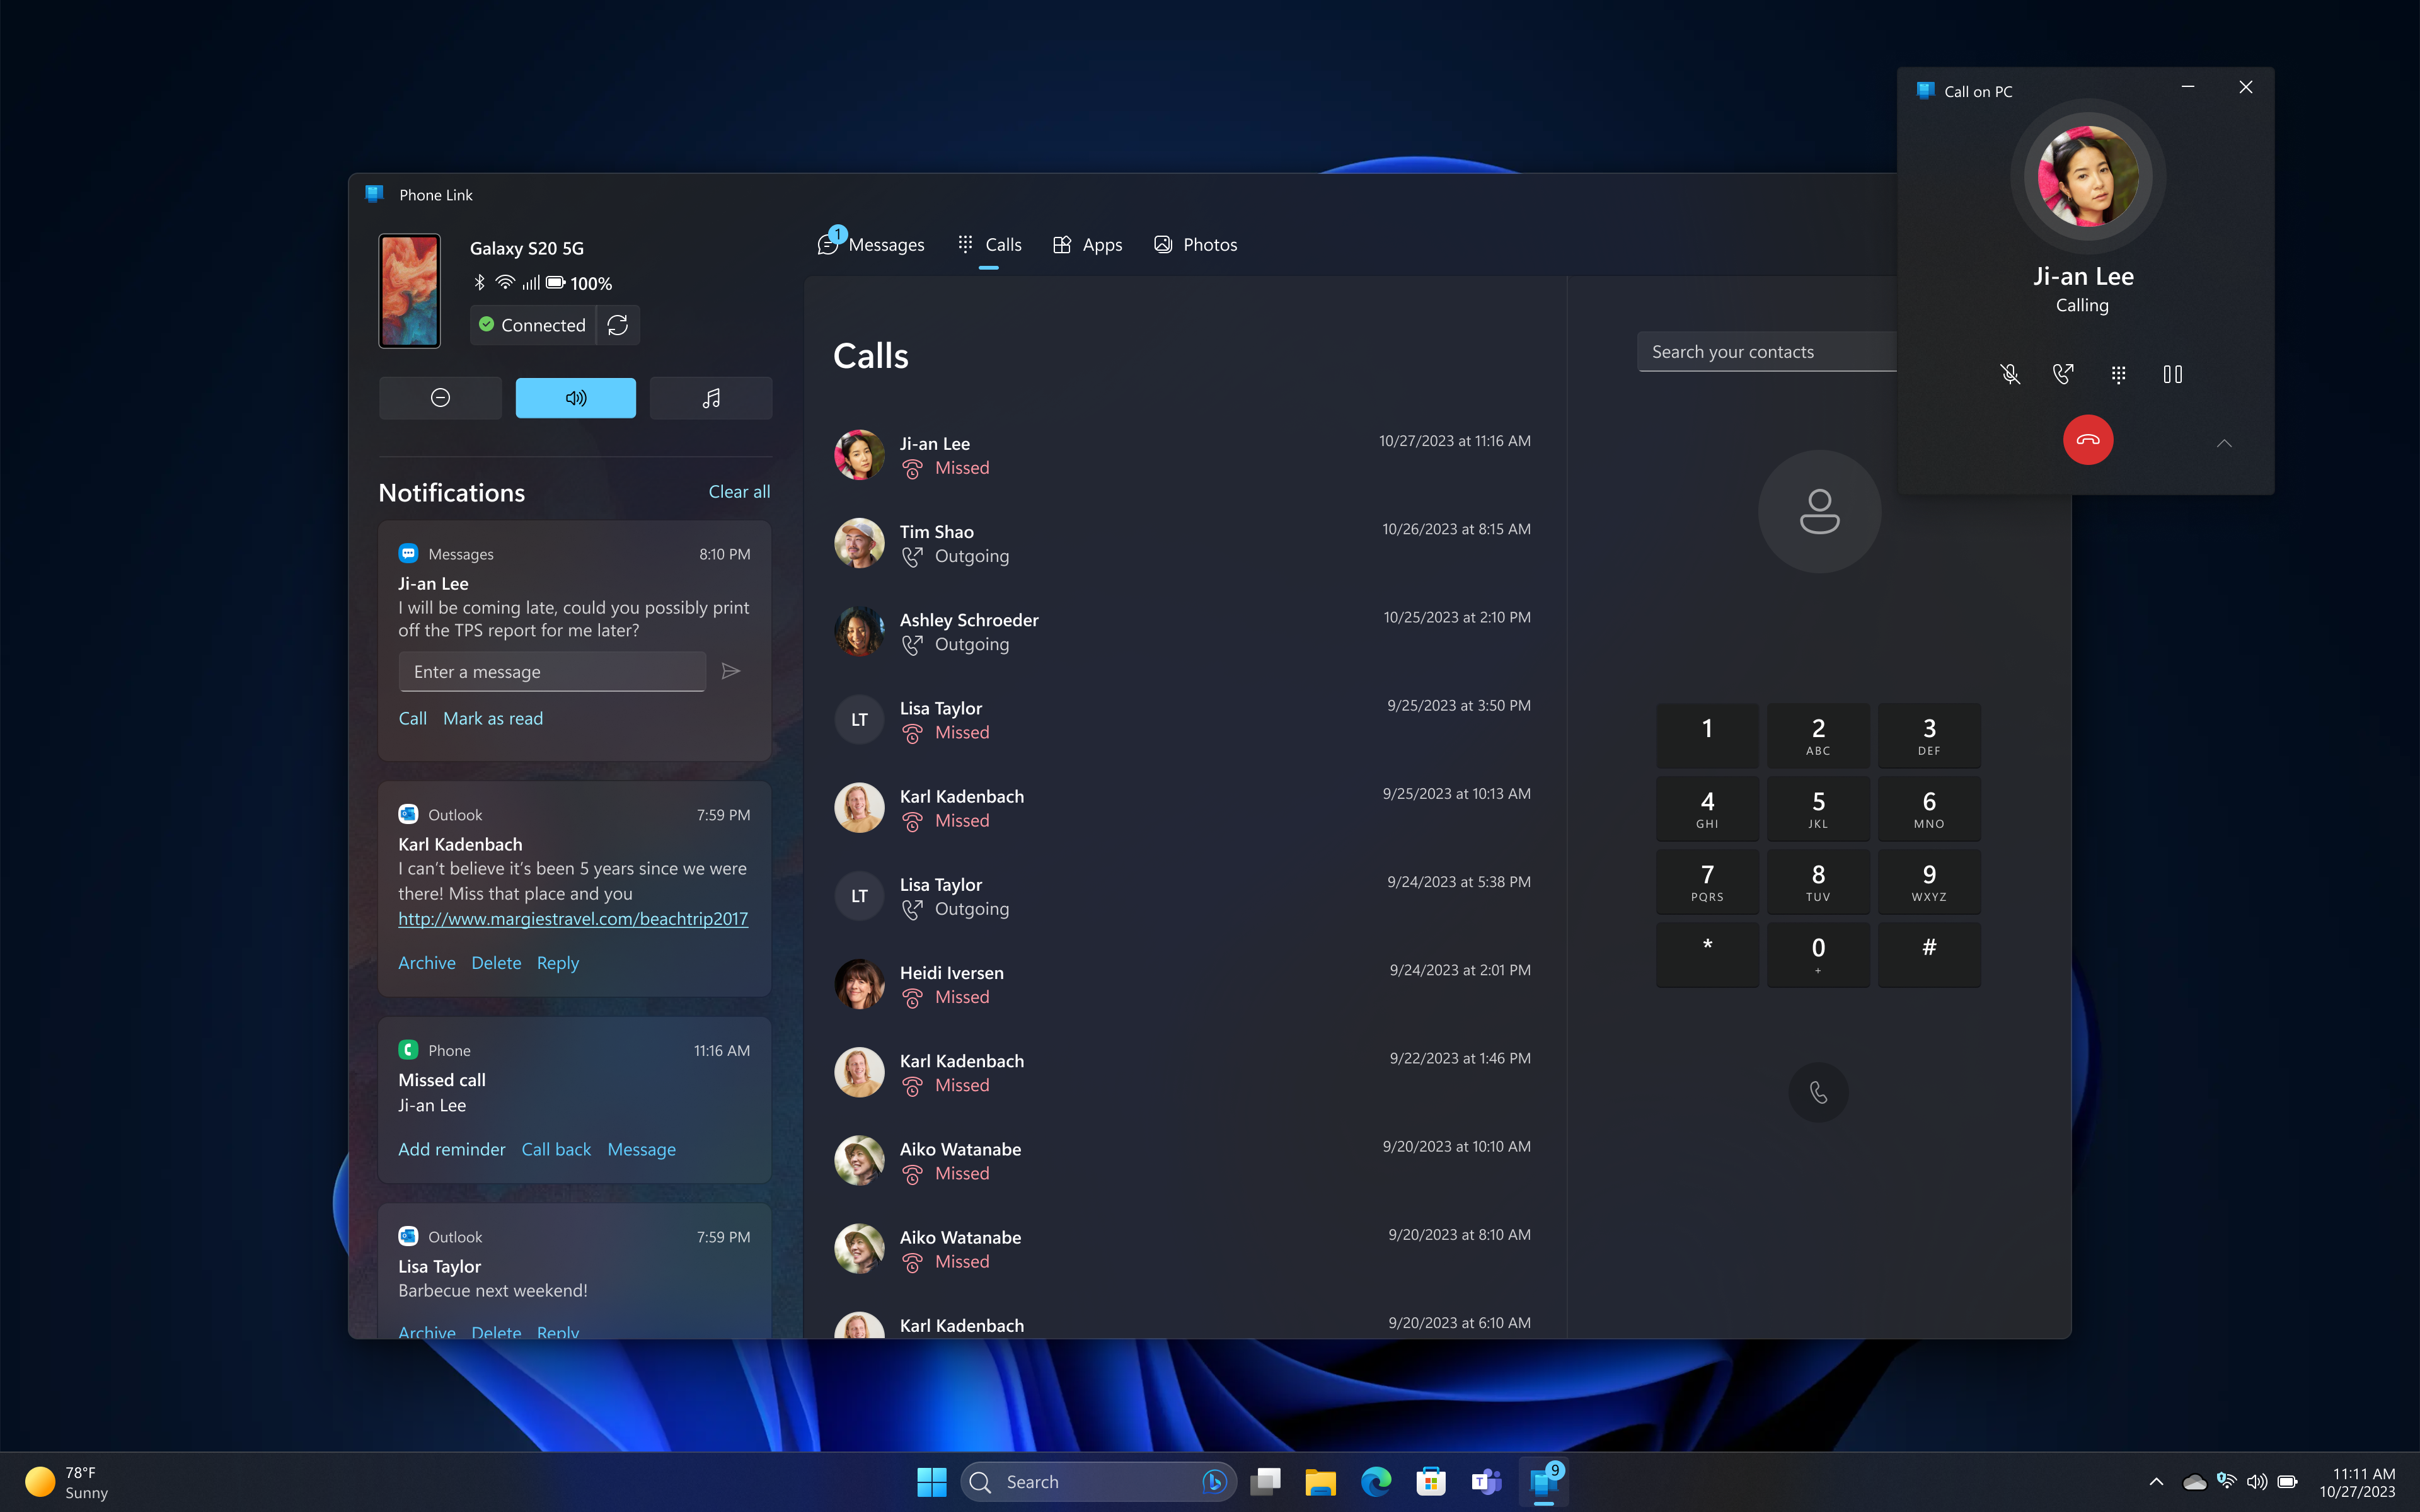 Phone Link
Galaxy S20 5G
100%
Connected
Notifications
Clear all
Messages
8:10 PM
Ji-an Lee
I will be coming late, could you possibly print
off the TPS report for me later?
Enter a message
Call Mark as read
Outlook
7:59 PM
Karl Kadenbach
I can’t believe it’s been 5 years since we were
there! Miss that place and you
http://www.margiestravel.com/beachtrip2017
Archive Delete Reply
Phone
11:16 AM
Missed call
Ji-an Lee
Add reminder Call back Message
Outlook
7:59 PM
Lisa Taylor
Barbecue next weekend!
Archive Delete Reply
1
Messages
Calls
Apps
Photos
Calls
Ji-an Lee
10/27/2023 at 11:16 AM
Missed
Tim Shao
10/26/2023 at 8:15 AM
Outgoing
Ashley Schroeder
10/25/2023 at 2:10 PM
Outgoing
LT
Lisa Taylor
9/25/2023 at 3:50 PM
Missed
Karl Kadenbach
9/25/2023 at 10:13 AM
Missed
LT
Lisa Taylor
9/24/2023 at 5:38 PM
Outgoing
Heidi Iversen
9/24/2023 at 2:01 PM
Missed
Karl Kadenbach
9/22/2023 at 1:46 PM
Missed
Aiko Watanabe
9/20/2023 at 10:10 AM
Missed
Aiko Watanabe
9/20/2023 at 8:10 AM
Missed
Karl Kadenbach
9/20/2023 at 6:10 AM
Search your contacts
1
2
ABC
3
DEF
4
GHI
5
JKL
6
MNO
7
PQRS
8
TUV
9
WXYZ
*
0
+
#
Call on PC
Ji-an Lee
Calling
78°F
Sunny
Search
9
11:11 AM
10/27/2023